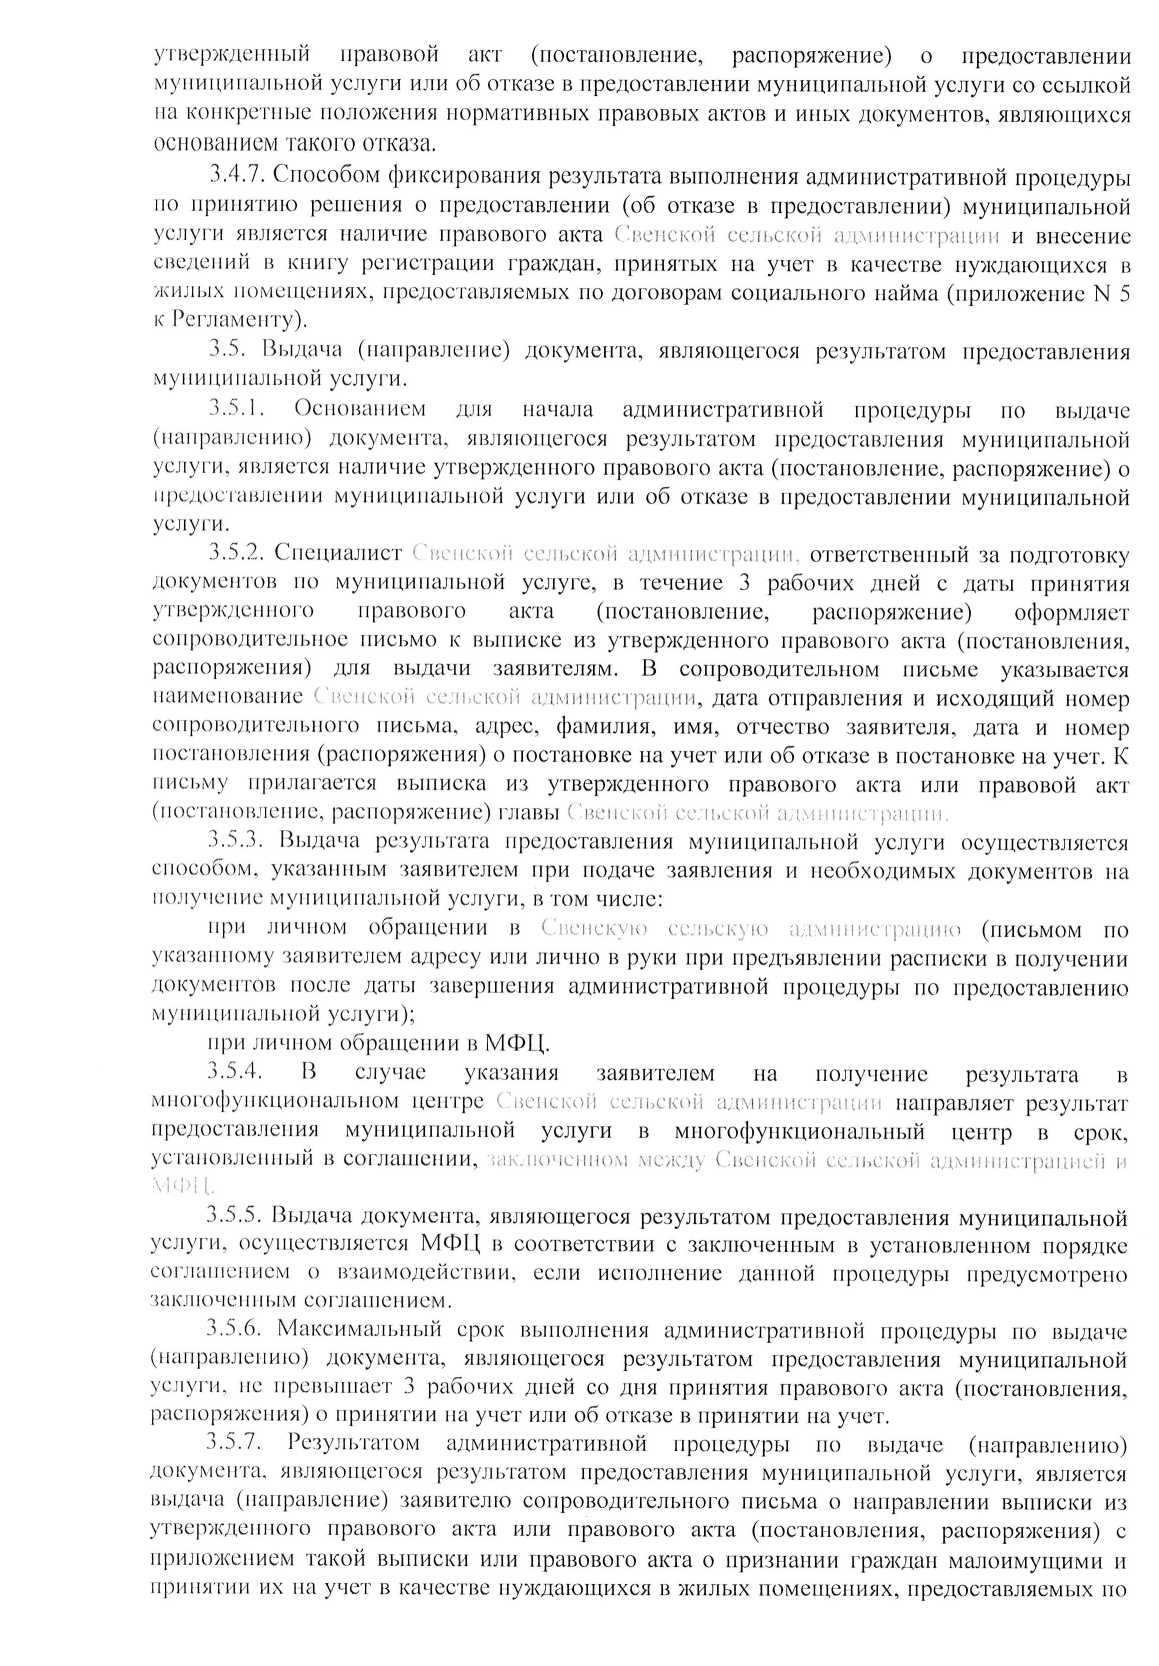 утвержденный правовой акт (постановление, распоряжение) о предоставлении
муниципальной услуги или об отказе в предоставлении муниципальной услуги со ссылкой
на конкретные положения нормативных правовых актов и иных документов, являющихся
основанием такого отказа.
3.4.7. Способом фиксирования результата выполнения административной процедуры
по принятию решения о предоставлении (об отказе в предоставлении) муниципальной
услуги является наличие правового акта Свенской сельской администрации и внесение
сведений в книгу регистрации граждан, принятых на учет в качестве нуждающихся в
жилых помещениях, предоставляемых по договорам социального найма (приложение N 5
к Регламенту).
3.5. Выдача (направление) документа, являющегося результатом предоставления
муниципальной услуги.
3.5.1. Основанием для начала административной процедуры по выдаче
(направлению) документа, являющегося результатом предоставления муниципальной
услуги, является наличие утвержденного правового акта (постановление, распоряжение) о
предоставлении муниципальной услуги или об отказе в предоставлении муниципальной
услуги.
3.5.2. Специалист Свенской сельской администрации, ответственный за подготовку
документов по муниципальной услуге, в течение 3 рабочих дней с даты принятия
утвержденного правового акта (постановление, распоряжение) оформляет
сопроводительное письмо к выписке из утвержденного правового акта (постановления,
распоряжения) для выдачи заявителям. В сопроводительном письме указывается
наименование Свенской сельской администрации, дата отправления и исходящий номер
сопроводительного письма, адрес, фамилия, имя, отчество заявителя, дата и номер
постановления (распоряжения) о постановке на учет или об отказе в постановке на учет. К
письму прилагается выписка из утвержденного правового акта или правовой акт
(постановление, распоряжение) главы Свенской сельской администрации.
3.5.3. Выдача результата предоставления муниципальной услуги осуществляется
способом, указанным заявителем при подаче заявления и необходимых документов на
получение муниципальной услуги, в том числе:
при личном обращении в Свенскую сельскую администрацию (письмом по
указанному заявителем адресу или лично в руки при предъявлении расписки в получении
документов после даты завершения административной процедуры по предоставлению
муниципальной услуги);
при личном обращении в МФЦ.
3.5.4. В случае указания заявителем на получение результата в
многофункциональном центре Свенской сельской администрации направляет результат
предоставления муниципальной услуги в многофункциональный центр в срок,
установленный в соглашении, заключенном между Свенской сельской администрацией и
МФЦ.
3.5.5. Выдача документа, являющегося результатом предоставления муниципальной
услуги, осуществляется МФЦ в соответствии с заключенным в установленном порядке
соглашением о взаимодействии, если исполнение данной процедуры предусмотрено
заключенным соглашением.
3.5.6. Максимальный срок выполнения административной процедуры по выдаче
(направлению) документа, являющегося результатом предоставления муниципальной
услуги, не превышает 3 рабочих дней со дня принятия правового акта (постановления,
распоряжения) о принятии на учет или об отказе в принятии на учет.
3.5.7. Результатом административной процедуры по выдаче (направлению)
документа, являющегося результатом предоставления муниципальной услуги, является
выдача (направление) заявителю сопроводительного письма о направлении выписки из
утвержденного правового акта или правового акта (постановления, распоряжения) с
приложением такой выписки или правового акта о признании граждан малоимущими и
принятии их на учет в качестве нуждающихся в жилых помещениях, предоставляемых по